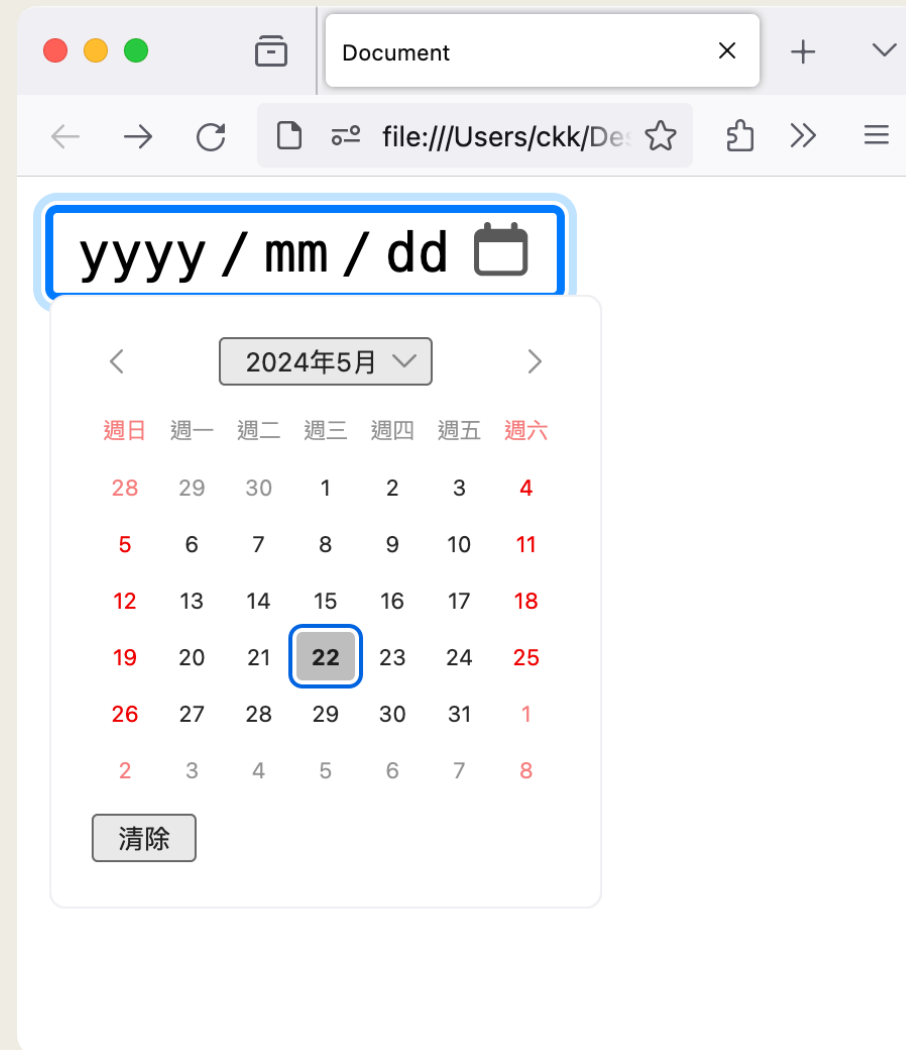 Document
file:///Users/ckk/De
yyyy / mm / dd
2024年5月
週日 週一 週二 週三 週四 週五 週六
28 29 30 1 2 3 4
5 6 7 8 9 10 11
12 13 14 15 16 17 18
19 20 21 22 23 24 25
26 27 28 29 30 31 1
2 3 4 5 6 7 8
清除